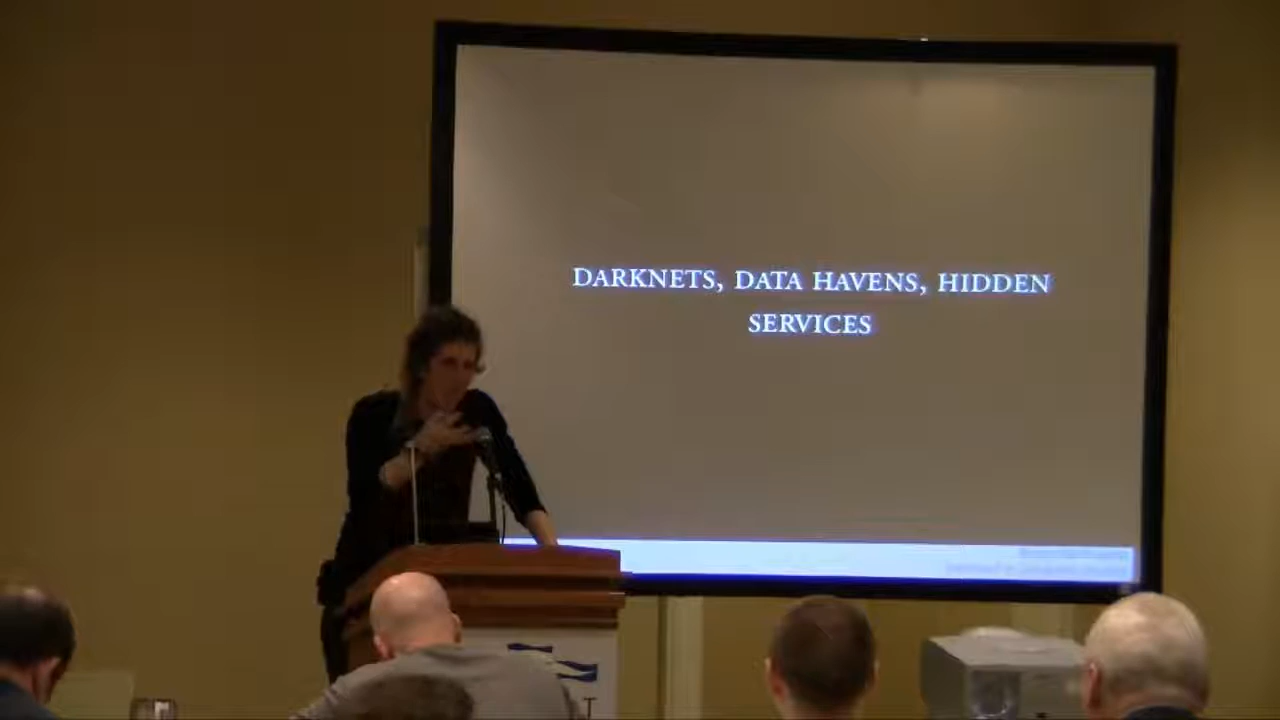 DARKNETS, DATA HAVENS, HIDDEN
SERVICES